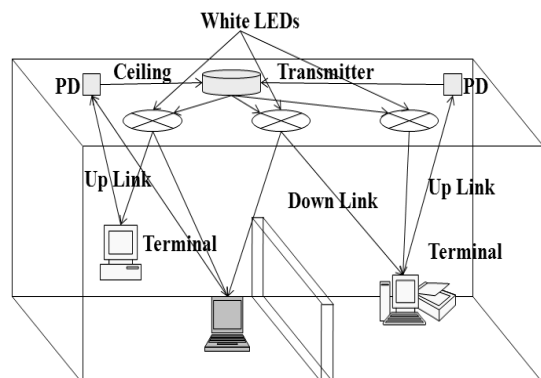 White LEDs
PD
Ceiling
Transmitter
PD
Up Link
Down Link
Up Link
Terminal
Terminal